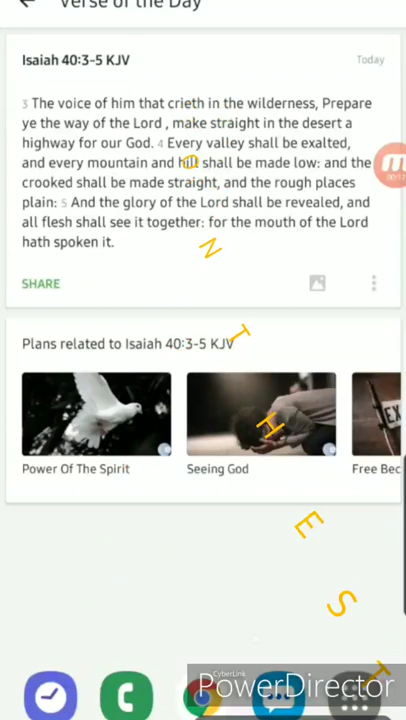 Verse of the Day
Isaiah 40:3-5 KJV
Today
3 The voice of him that crieth in the wilderness, Prepare
ye the way of the Lord , make straight in the desert a
highway for our God. 4 Every valley shall be exalted,
and every mountain and hill shall be made low: and the
crooked shall be made straight, and the rough places
plain: 5 And the glory of the Lord shall be revealed, and
all flesh shall see it together: for the mouth of the Lord
hath spoken it.
SHARE
Plans related to Isaiah 40:3-5 KJV
Power Of The Spirit
Seeing God
Free Bec
EX
N
T
H
E
S
T
CyberLink
PowerDirector